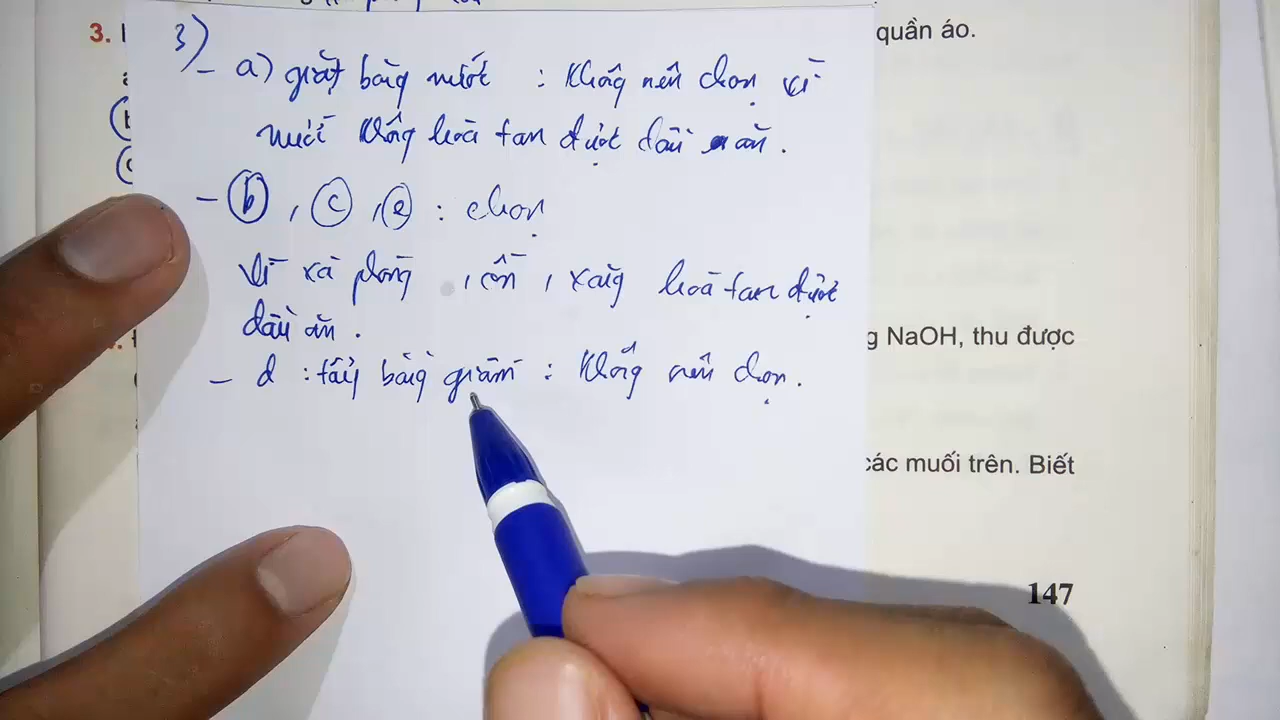 3. quần áo.
3)
- a) giặt bằng nước : Không nên chọn vì
nước không hoà tan được dầu ăn.
- b, c, e : chọn
Vì xà phòng, cồn, xăng hoà tan được
dầu ăn.
- d : tẩy bằng giấm : Không nên chọn.
NaOH, thu được
các muối trên. Biết
147